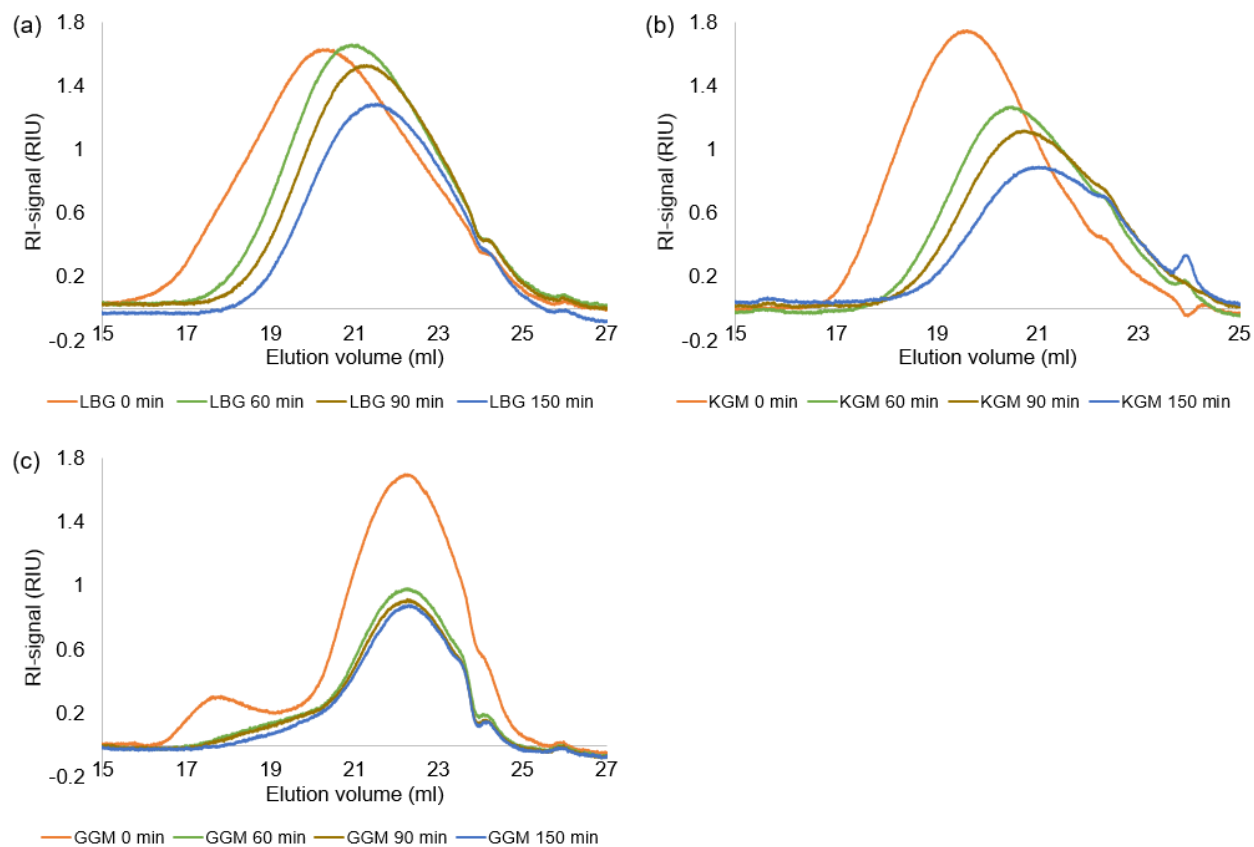 (a)
1.8
1.4
1
0.6
0.2
-0.2
RI-signal (RIU)
15 17 19 21 23 25 27
Elution volume (ml)
LBG 0 min LBG 60 min LBG 90 min LBG 150 min
(b)
1.8
1.4
1
0.6
0.2
-0.2
RI-signal (RIU)
15 17 19 21 23 25
Elution volume (ml)
KGM 0 min KGM 60 min KGM 90 min KGM 150 min
(c)
1.8
1.4
1
0.6
0.2
-0.2
RI-signal (RIU)
15 17 19 21 23 25 27
Elution volume (ml)
GGM 0 min GGM 60 min GGM 90 min GGM 150 min